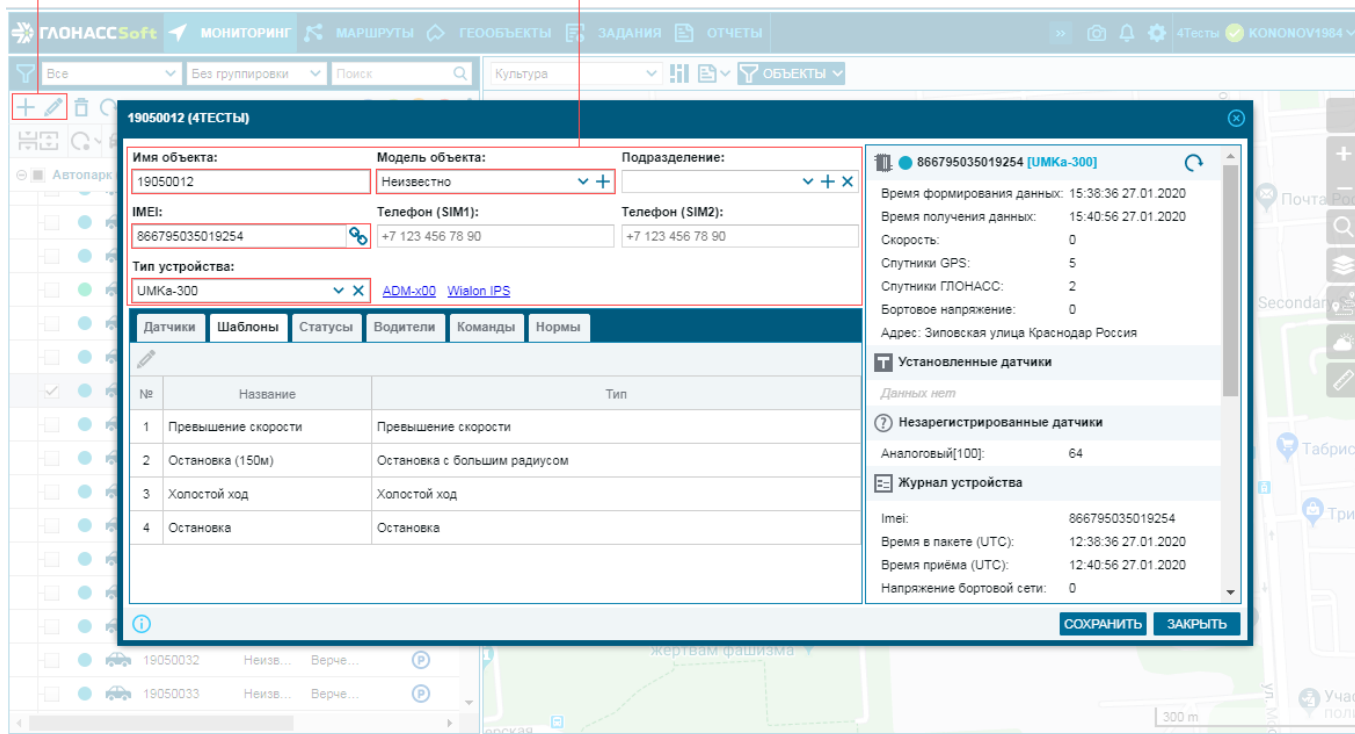 ГЛОНАССSoft МОНИТОРИНГ МАРШРУТЫ ГЕООБЪЕКТЫ ЗАДАНИЯ ОТЧЕТЫ » 4Тесты KONONOV1984
Все Без группировки Поиск Культура ОБЪЕКТЫ
19050012 (4ТЕСТЫ)
Автопарк
Имя объекта: Модель объекта: Подразделение:
19050012 Неизвестно
IMEI: Телефон (SIM1): Телефон (SIM2):
866795035019254 +7 123 456 78 90 +7 123 456 78 90
Тип устройства:
UMKa-300 ADM-x00 Wialon IPS
Датчики Шаблоны Статусы Водители Команды Нормы
№ Название Тип
1 Превышение скорости Превышение скорости
2 Остановка (150м) Остановка с большим радиусом
3 Холостой ход Холостой ход
4 Остановка Остановка
866795035019254 [UMKa-300]
Время формирования данных: 15:38:36 27.01.2020
Время получения данных: 15:40:56 27.01.2020
Скорость: 0
Спутники GPS: 5
Спутники ГЛОНАСС: 2
Бортовое напряжение: 0
Адрес: Зиповская улица Краснодар Россия
Установленные датчики
Данных нет
Незарегистрированные датчики
Аналоговый[100]: 64
Журнал устройства
Imei: 866795035019254
Время в пакете (UTC): 12:38:36 27.01.2020
Время приёма (UTC): 12:40:56 27.01.2020
Напряжение бортовой сети: 0
СОХРАНИТЬ ЗАКРЫТЬ
Почта Рос
Secondary S
Табрис
Три
жертвам фашизма
19050032 Неизв... Верче... P
19050033 Неизв... Верче... P
Учас
поли
300 m